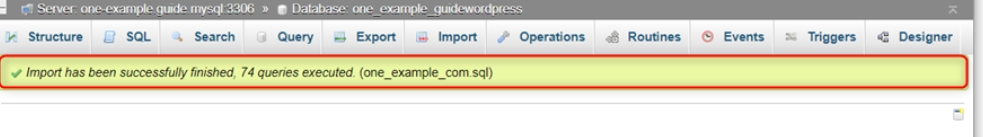 Server: one-example.guide.mysql:3306 » Database: one_example_guidewordpress
Structure SQL Search Query Export Import Operations Routines Events Triggers Designer
Import has been successfully finished, 74 queries executed. (one_example_com.sql)